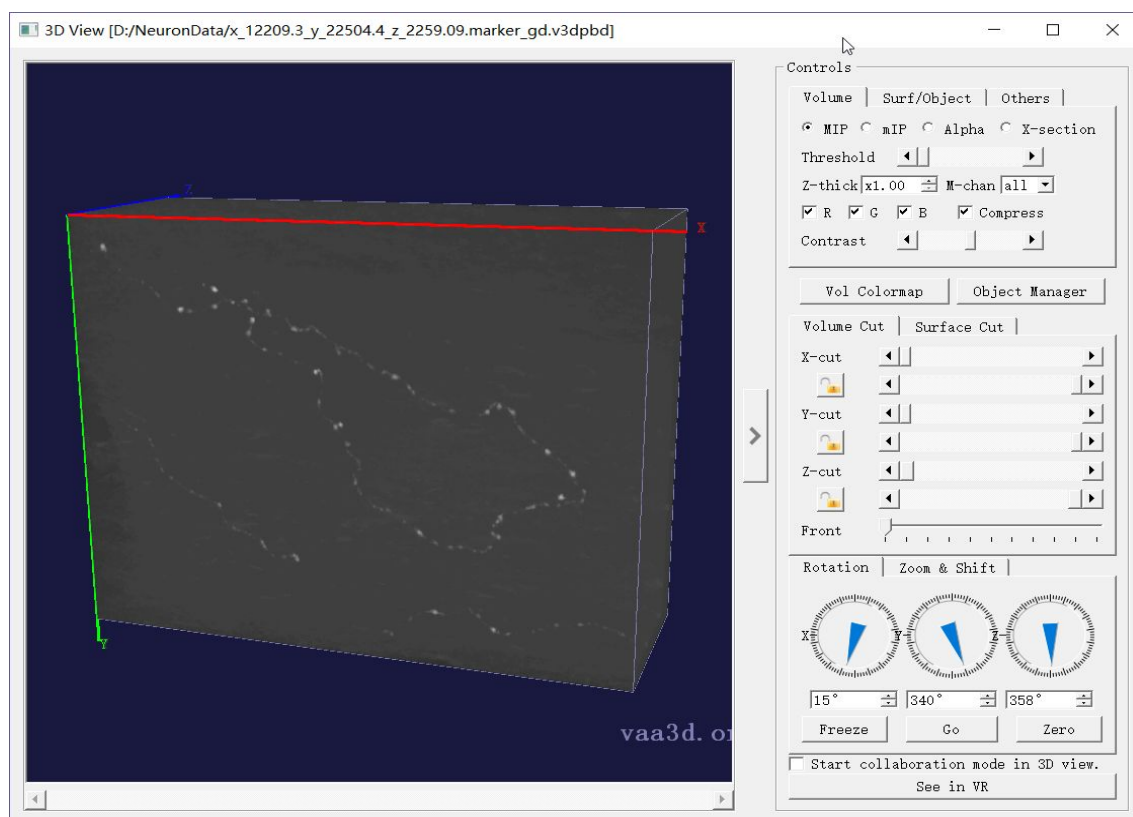 3D View [D:/NeuronData/x_12209.3_y_22504.4_z_2259.09.marker_gd.v3dpbd]
Controls
Volume Surf/Object Others
MIP mIP Alpha X-section
Threshold
Z-thick x1.00 M-chan all
R G B Compress
Contrast
Vol Colormap Object Manager
Volume Cut Surface Cut
X-cut
Y-cut
Z-cut
Front
Rotation Zoom & Shift
X Y Z
15° 340° 358°
Freeze Go Zero
Start collaboration mode in 3D view.
See in VR
Z
X
Y
vaa3d.or